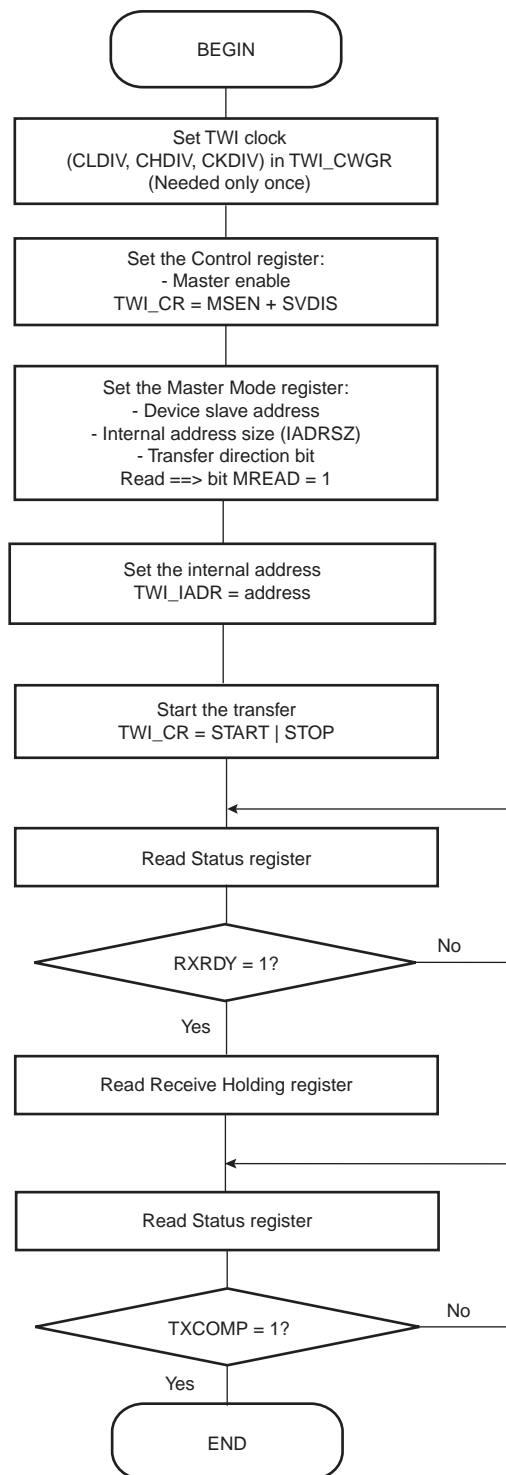 BEGIN
Set TWI clock
(CLDIV, CHDIV, CKDIV) in TWI_CWGR
(Needed only once)
Set the Control register:
- Master enable
TWI_CR = MSEN + SVDIS
Set the Master Mode register:
- Device slave address
- Internal address size (IADRSZ)
- Transfer direction bit
Read ==> bit MREAD = 1
Set the internal address
TWI_IADR = address
Start the transfer
TWI_CR = START | STOP
Read Status register
RXRDY = 1?
No
Yes
Read Receive Holding register
Read Status register
TXCOMP = 1?
No
Yes
END